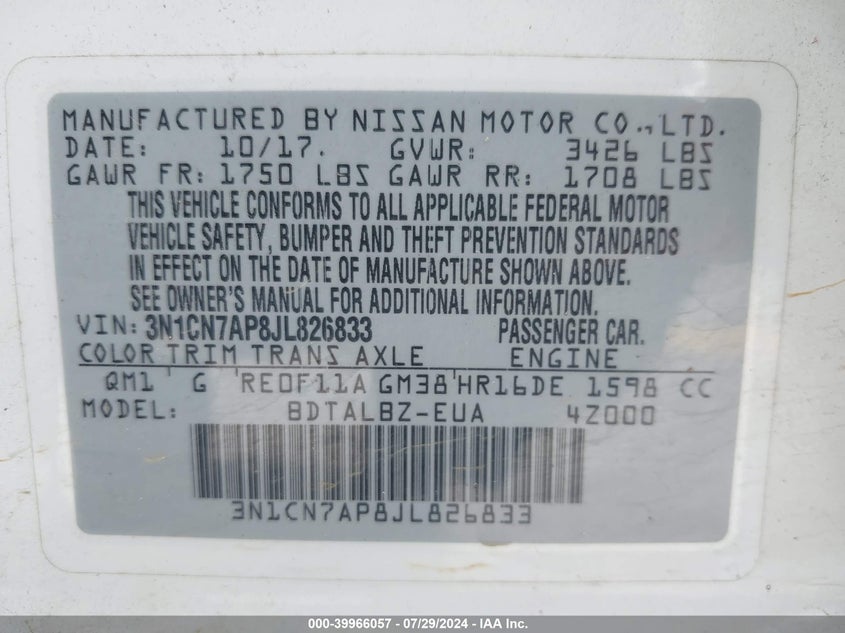 MANUFACTURED BY NISSAN MOTOR CO.,LTD.
DATE: 10/17. GVWR: 3426 LBS
GAWR FR: 1750 LBS GAWR RR: 1708 LBS
THIS VEHICLE CONFORMS TO ALL APPLICABLE FEDERAL MOTOR
VEHICLE SAFETY, BUMPER AND THEFT PREVENTION STANDARDS
IN EFFECT ON THE DATE OF MANUFACTURE SHOWN ABOVE.
SEE OWNER'S MANUAL FOR ADDITIONAL INFORMATION.
VIN: 3N1CN7AP8JL826833 PASSENGER CAR.
COLOR TRIM TRANS AXLE ENGINE
QM1 G RE0F11A GM38 HR16DE 1598 CC
MODEL: BDTALBZ-EUA 4Z000
3N1CN7AP8JL826833
000-39966057 - 07/29/2024 - IAA Inc.